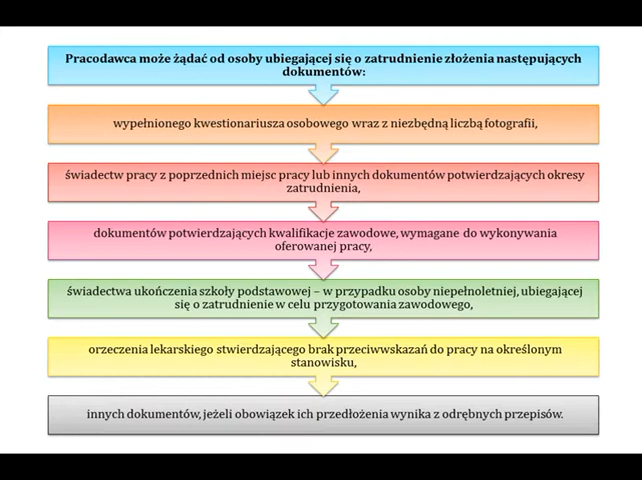 Pracodawca może żądać od osoby ubiegającej się o zatrudnienie złożenia następujących
dokumentów:
wypełnionego kwestionariusza osobowego wraz z niezbędną liczbą fotografii,
świadectw pracy z poprzednich miejsc pracy lub innych dokumentów potwierdzających okresy
zatrudnienia,
dokumentów potwierdzających kwalifikacje zawodowe, wymagane do wykonywania
oferowanej pracy,
świadectwa ukończenia szkoły podstawowej – w przypadku osoby niepełnoletniej, ubiegającej
się o zatrudnienie w celu przygotowania zawodowego,
orzeczenia lekarskiego stwierdzającego brak przeciwwskazań do pracy na określonym
stanowisku,
innych dokumentów, jeżeli obowiązek ich przedłożenia wynika z odrębnych przepisów.